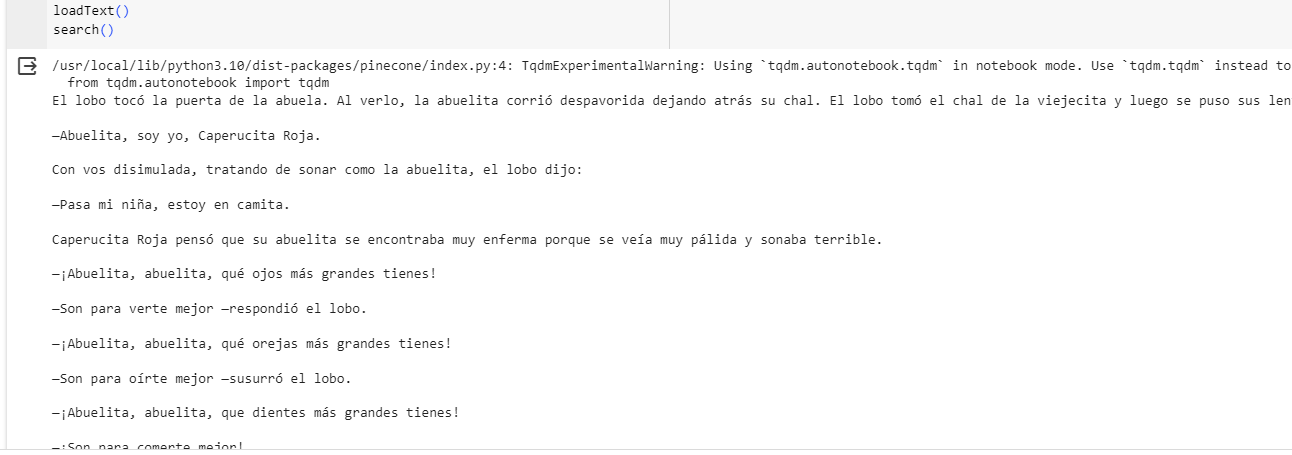 loadText()
search()
/usr/local/lib/python3.10/dist-packages/pinecone/index.py:4: TqdmExperimentalWarning: Using `tqdm.autonotebook.tqdm` in notebook mode. Use `tqdm.tqdm` instead to
from tqdm.autonotebook import tqdm
El lobo tocó la puerta de la abuela. Al verlo, la abuelita corrió despavorida dejando atrás su chal. El lobo tomó el chal de la viejecita y luego se puso sus
—Abuelita, soy yo, Caperucita Roja.
Con vos disimulada, tratando de sonar como la abuelita, el lobo dijo:
—Pasa mi niña, estoy en camita.
Caperucita Roja pensó que su abuelita se encontraba muy enferma porque se veía muy pálida y sonaba terrible.
—¡Abuelita, abuelita, qué ojos más grandes tienes!
—Son para verte mejor —respondió el lobo.
—¡Abuelita, abuelita, qué orejas más grandes tienes!
—Son para oírte mejor —susurró el lobo.
—¡Abuelita, abuelita, que dientes más grandes tienes!
—¡Son para comerte mejor!